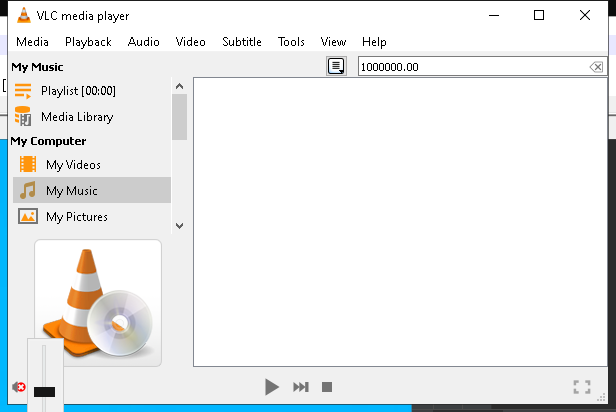 VLC media player
Media Playback Audio Video Subtitle Tools View Help
My Music
1000000.00
Playlist [00:00]
Media Library
My Computer
My Videos
My Music
My Pictures